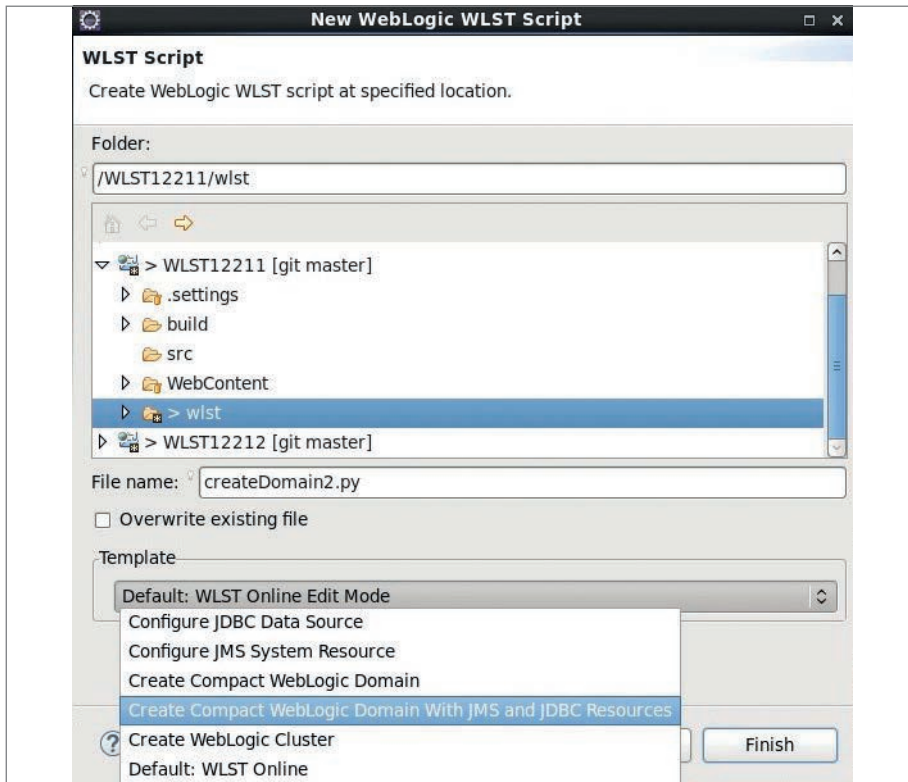 New WebLogic WLST Script
WLST Script
Create WebLogic WLST script at specified location.
Folder:
/WLST12211/wlst
> WLST12211 [git master]
.settings
build
src
WebContent
> wlst
> WLST12212 [git master]
File name: createDomain2.py
Overwrite existing file
Template
Default: WLST Online Edit Mode
Configure JDBC Data Source
Configure JMS System Resource
Create Compact WebLogic Domain
Create Compact WebLogic Domain With JMS and JDBC Resources
Create WebLogic Cluster
Finish
Default: WLST Online